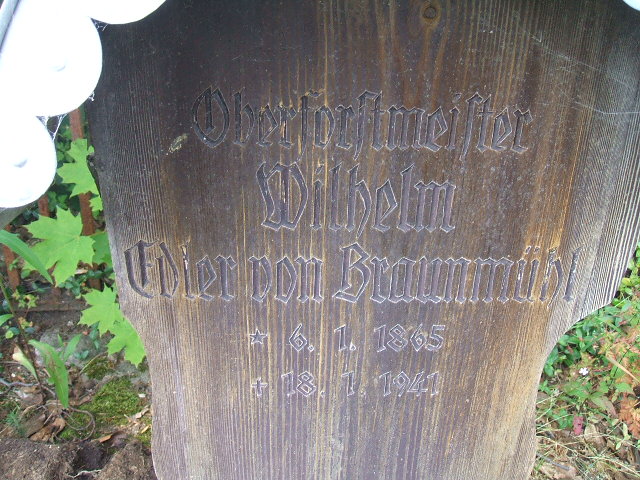 Oberforstmeister
Wilhelm
Edler von Braunmühl
* 6. 1. 1865
+ 18. 1. 1941